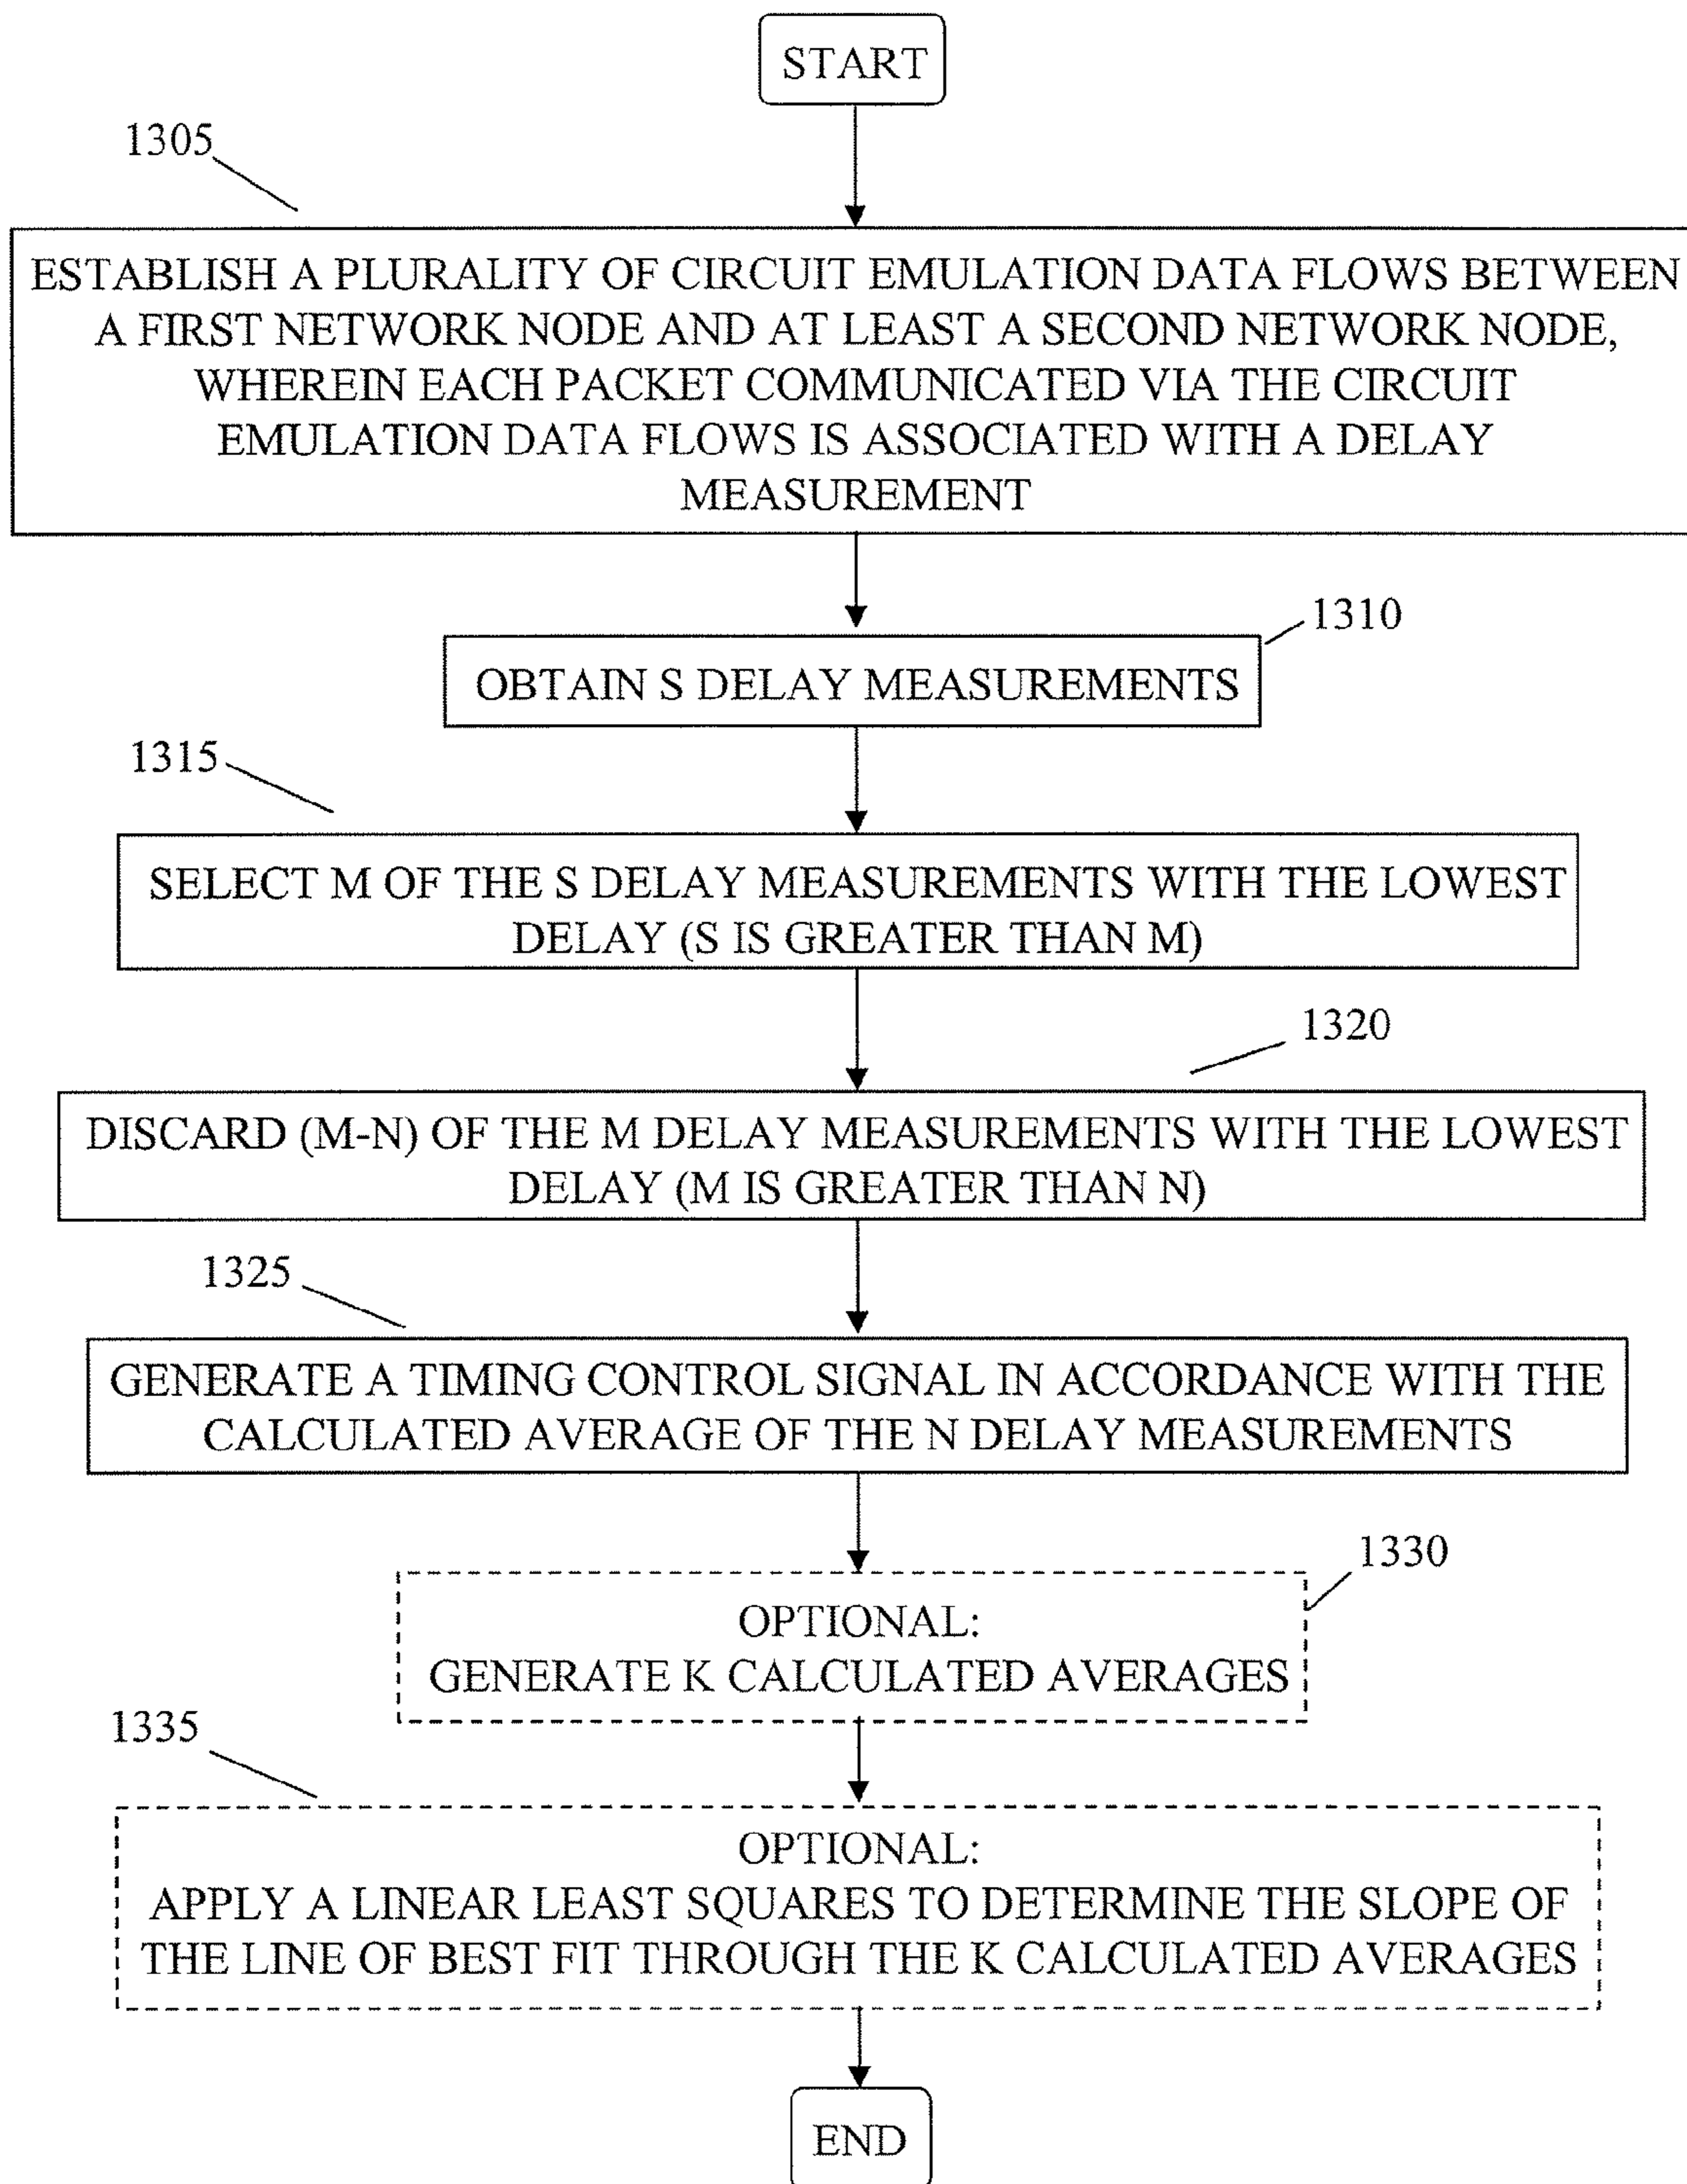 START
1305
ESTABLISH A PLURALITY OF CIRCUIT EMULATION DATA FLOWS BETWEEN
A FIRST NETWORK NODE AND AT LEAST A SECOND NETWORK NODE,
WHEREIN EACH PACKET COMMUNICATED VIA THE CIRCUIT
EMULATION DATA FLOWS IS ASSOCIATED WITH A DELAY
MEASUREMENT
1310
OBTAIN S DELAY MEASUREMENTS
1315
SELECT M OF THE S DELAY MEASUREMENTS WITH THE LOWEST
DELAY (S IS GREATER THAN M)
1320
DISCARD (M-N) OF THE M DELAY MEASUREMENTS WITH THE LOWEST
DELAY (M IS GREATER THAN N)
1325
GENERATE A TIMING CONTROL SIGNAL IN ACCORDANCE WITH THE
CALCULATED AVERAGE OF THE N DELAY MEASUREMENTS
1330
OPTIONAL:
GENERATE K CALCULATED AVERAGES
1335
OPTIONAL:
APPLY A LINEAR LEAST SQUARES TO DETERMINE THE SLOPE OF
THE LINE OF BEST FIT THROUGH THE K CALCULATED AVERAGES
END